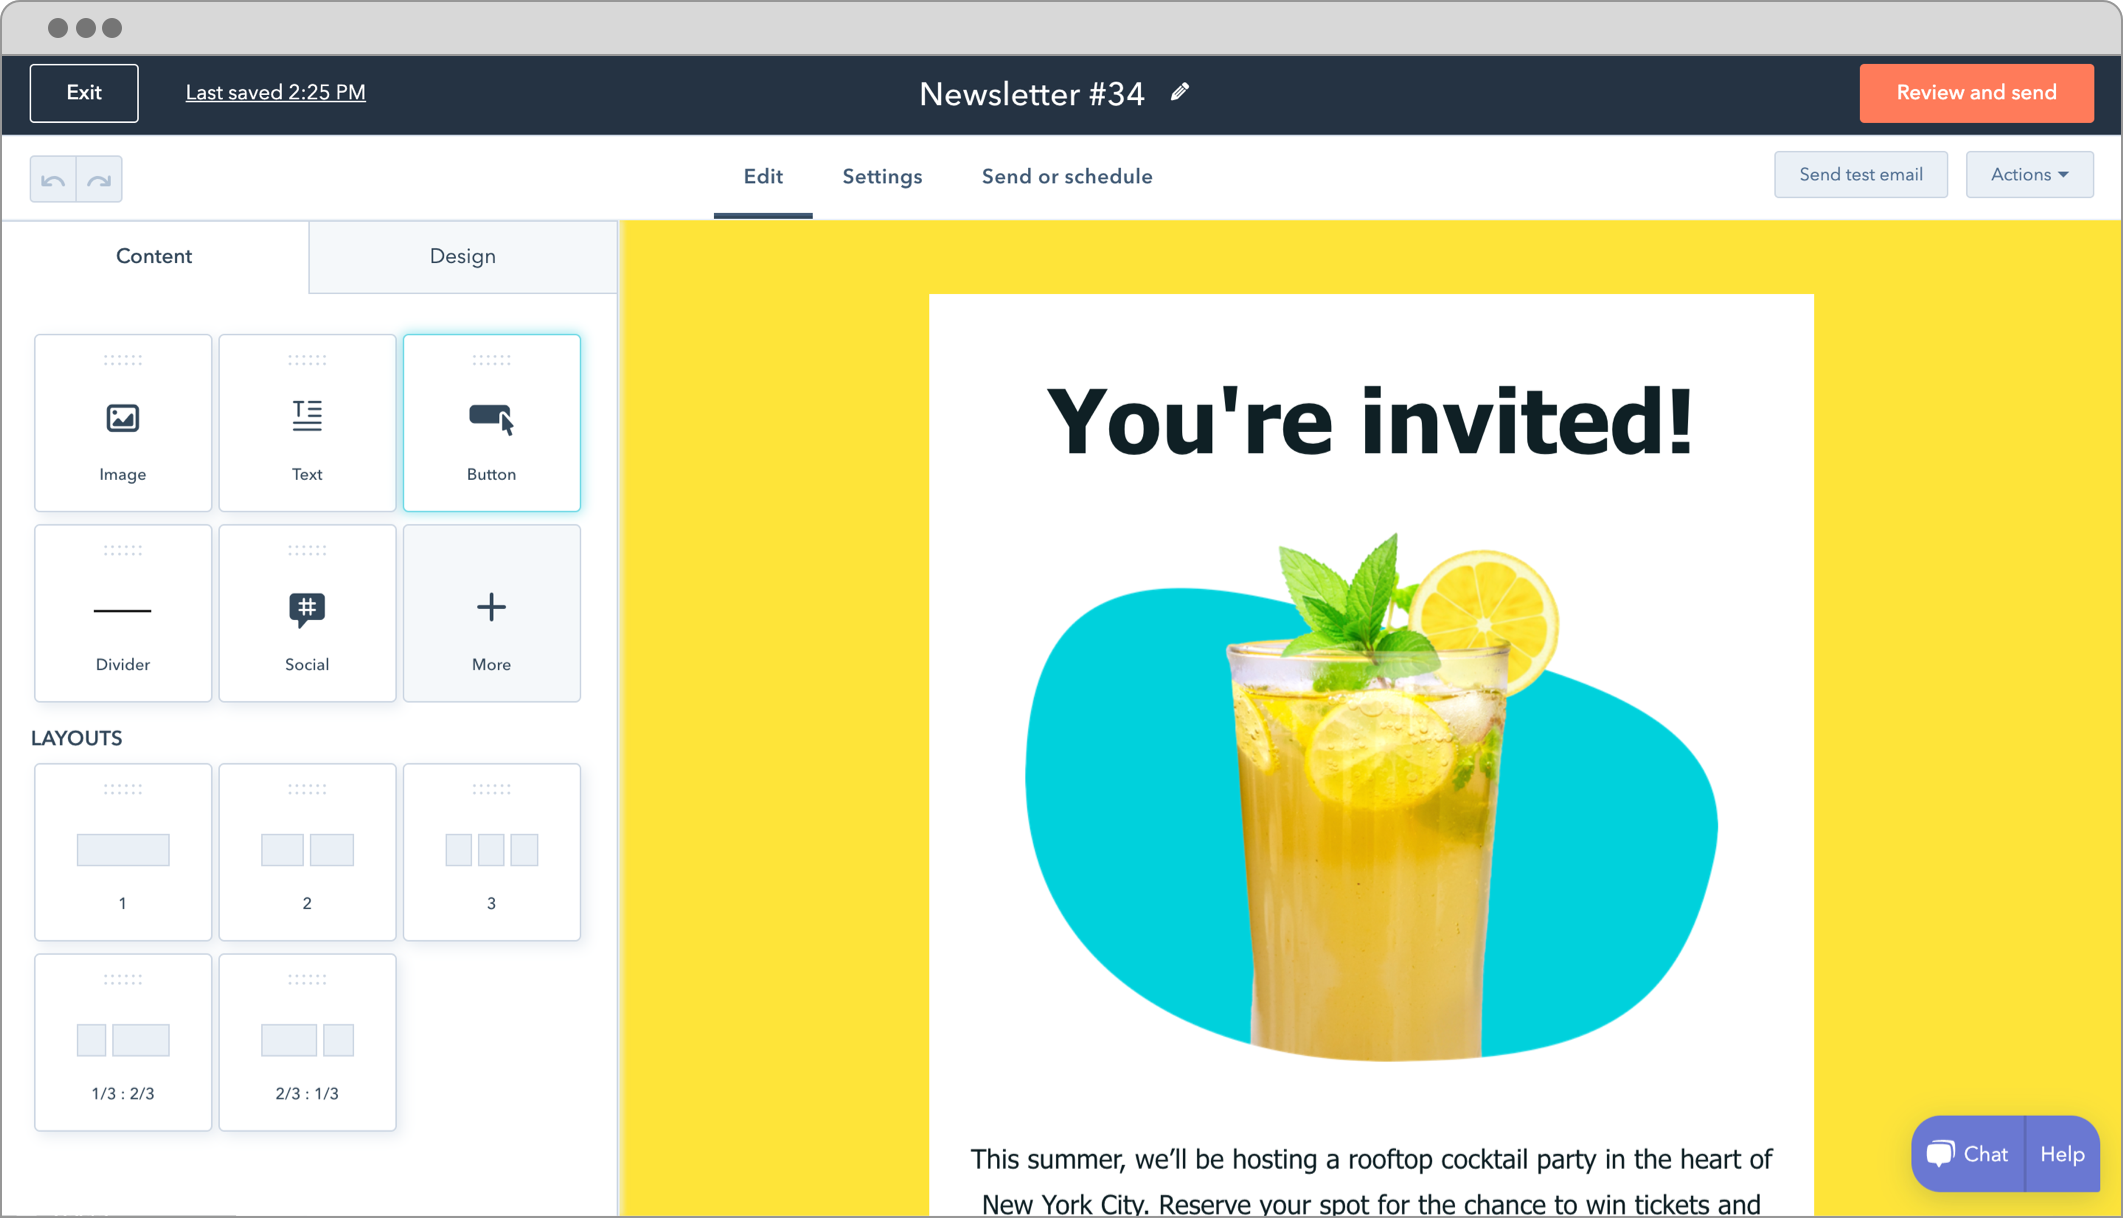 Exit
Last saved 2:25 PM
Newsletter #34
Review and send
Edit
Settings
Send or schedule
Send test email
Actions
Content
Design
Image
Text
Button
Divider
Social
More
LAYOUTS
1
2
3
1/3 : 2/3
2/3 : 1/3
You're invited!
This summer, we’ll be hosting a rooftop cocktail party in the heart of
New York City. Reserve your spot for the chance to win tickets and
Chat
Help